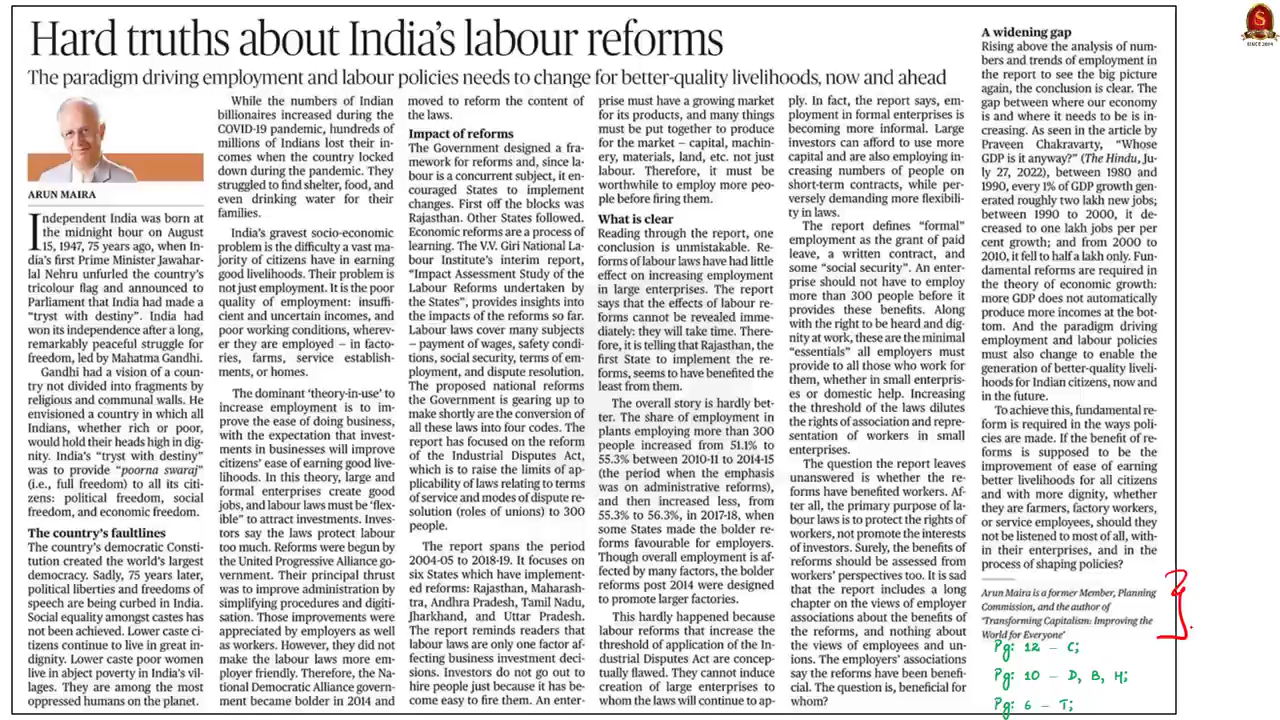 Hard truths about India's labour reforms
The paradigm driving employment and labour policies needs to change for better-quality livelihoods, now and ahead
ARUN MAIRA
Independent India was born at
the midnight hour on August
15, 1947, 75 years ago, when In-
dia's first Prime Minister Jawahar-
lal Nehru unfurled the country's
tricolour flag and announced to
Parliament that India had made a
"tryst with destiny". India had
won its independence after a long,
remarkably peaceful struggle for
freedom, led by Mahatma Gandhi.
Gandhi had a vision of a coun-
try not divided into fragments by
religious and communal walls. He
envisioned a country in which all
Indians, whether rich or poor,
would hold their heads high in dig-
nity. India's "tryst with destiny"
was to provide "poorna swaraj"
(i.e., full freedom) to all its citi-
zens: political freedom, social
freedom, and economic freedom.
The country's faultlines
The country's democratic Consti-
tution created the world's largest
democracy. Sadly, 75 years later,
political liberties and freedoms of
speech are being curbed in India.
Social equality amongst castes has
not been achieved. Lower caste ci-
tizens continue to live in great in-
dignity. Lower caste poor women
live in abject poverty in India's vil-
lages. They are among the most
oppressed humans on the planet.
While the numbers of Indian
billionaires increased during the
COVID-19 pandemic, hundreds of
millions of Indians lost their in-
comes when the country locked
down during the pandemic. They
struggled to find shelter, food, and
even drinking water for their
families.
India's gravest socio-economic
problem is the difficulty a vast ma-
jority of citizens have in earning
good livelihoods. Their problem is
not just employment. It is the poor
quality of employment: insuffi-
cient and uncertain incomes, and
poor working conditions, wherev-
er they are employed – in facto-
ries, farms, service establish-
ments, or homes.
The dominant 'theory-in-use' to
increase employment is to im-
prove the ease of doing business,
with the expectation that invest-
ments in businesses will improve
citizens' ease of earning good live-
lihoods. In this theory, large and
formal enterprises create good
jobs, and labour laws must be 'flex-
ible" to attract investments. Inves-
tors say the laws protect labour
too much. Reforms were begun by
the United Progressive Alliance go-
vernment. Their principal thrust
was to improve administration by
simplifying procedures and digiti-
sation. Those improvements were
appreciated by employers as well
as workers. However, they did not
make the labour laws more em-
ployer friendly. Therefore, the Na-
tional Democratic Alliance govern-
ment became bolder in 2014 and
moved to reform the content of
the laws.
Impact of reforms
The Government designed a fra-
mework for reforms and, since la-
bour is a concurrent subject, it en-
couraged States to implement
changes. First off the blocks was
Rajasthan. Other States followed.
Economic reforms are a process of
learning. The V.V. Giri National La-
bour Institute's interim report,
"Impact Assessment Study of the
Labour Reforms undertaken by
the States", provides insights into
the impacts of the reforms so far.
Labour laws cover many subjects
– payment of wages, safety condi-
tions, social security, terms of em-
ployment, and dispute resolution.
The proposed national reforms
the Government is gearing up to
make shortly are the conversion of
all these laws into four codes. The
report has focused on the reform
of the Industrial Disputes Act,
which is to raise the limits of ap-
plicability of laws relating to terms
of service and modes of dispute re-
solution (roles of unions) to 300
people.
The report spans the period
2004-05 to 2018-19. It focuses on
six States which have implement-
ed reforms: Rajasthan, Maharash-
tra, Andhra Pradesh, Tamil Nadu,
Jharkhand, and Uttar Pradesh.
The report reminds readers that
labour laws are only one factor af-
fecting business investment deci-
sions. Investors do not go out to
hire people just because it has be-
come easy to fire them. An enter-
prise must have a growing market
for its products, and many things
must be put together to produce
for the market – capital, machin-
ery, materials, land, etc. not just
labour. Therefore, it must be
worthwhile to employ more peo-
ple before firing them.
What is clear
Reading through the report, one
conclusion is unmistakable. Re-
forms of labour laws have had little
effect on increasing employment
in large enterprises. The report
says that the effects of labour re-
forms cannot be revealed imme-
diately: they will take time. There-
fore, it is telling that Rajasthan, the
first State to implement the re-
forms, seems to have benefited the
least from them.
The overall story is hardly bet-
ter. The share of employment in
plants employing more than 300
people increased from 51.1% to
55.3% between 2010-11 to 2014-15
(the period when the emphasis
was on administrative reforms),
and then increased less, from
55.3% to 56.3%, in 2017-18, when
some States made the bolder re-
forms favourable for employers.
Though overall employment is af-
fected by many factors, the bolder
reforms post 2014 were designed
to promote larger factories.
This hardly happened because
labour reforms that increase the
threshold of application of the In-
dustrial Disputes Act are concep-
tually flawed. They cannot induce
creation of large enterprises to
whom the laws will continue to ap-
ply. In fact, the report says, em-
ployment in formal enterprises is
becoming more informal. Large
investors can afford to use more
capital and are also employing in-
creasing numbers of people on
short-term contracts, while per-
versely demanding more flexibili-
ty in laws.
The report defines "formal"
employment as the grant of paid
leave, a written contract, and
some "social security". An enter-
prise should not have to employ
more than 300 people before it
provides these benefits. Along
with the right to be heard and dig-
nity at work, these are the minimal
"essentials" all employers must
provide to all those who work for
them, whether in small enterpris-
es or domestic help. Increasing
the threshold of the laws dilutes
the rights of association and repre-
sentation of workers in small
enterprises.
The question the report leaves
unanswered is whether the re-
forms have benefited workers. Af-
ter all, the primary purpose of la-
bour laws is to protect the rights of
workers, not promote the interests
of investors. Surely, the benefits of
reforms should be assessed from
workers' perspectives too. It is sad
that the report includes a long
chapter on the views of employer
associations about the benefits of
the reforms, and nothing about
the views of employees and un-
ions. The employers' associations
say the reforms have been benefi-
cial. The question is, beneficial for
whom?
A widening gap
Rising above the analysis of num-
bers and trends of employment in
the report to see the big picture
again, the conclusion is clear. The
gap between where our economy
is and where it needs to be is in-
creasing. As seen in the article by
Praveen Chakravarty, "Whose
GDP is it anyway?" (The Hindu, Ju-
ly 27, 2022), between 1980 and
1990, every 1% of GDP growth gen-
erated roughly two lakh new jobs;
between 1990 to 2000, it de-
creased to one lakh jobs per per
cent growth; and from 2000 to
2010, it fell to half a lakh only. Fun-
damental reforms are required in
the theory of economic growth:
more GDP does not automatically
produce more incomes at the bot-
tom. And the paradigm driving
employment and labour policies
must also change to enable the
generation of better-quality liveli-
hoods for Indian citizens, now and
in the future.
To achieve this, fundamental re-
form is required in the ways poli-
cies are made. If the benefit of re-
forms is supposed to be the
improvement of ease of earning
better livelihoods for all citizens
and with more dignity, whether
they are farmers, factory workers,
or service employees, should they
not be listened to most of all, with-
in their enterprises, and in the
process of shaping policies?
Arun Maira is a former Member, Planning
Commission, and the author of
'Transforming Capitalism: Improving the
World for Everyone'
Pg: 12 – C;
Pg: 10 – D, B, H;
Pg: 6 – T;
S
SINCE 2004